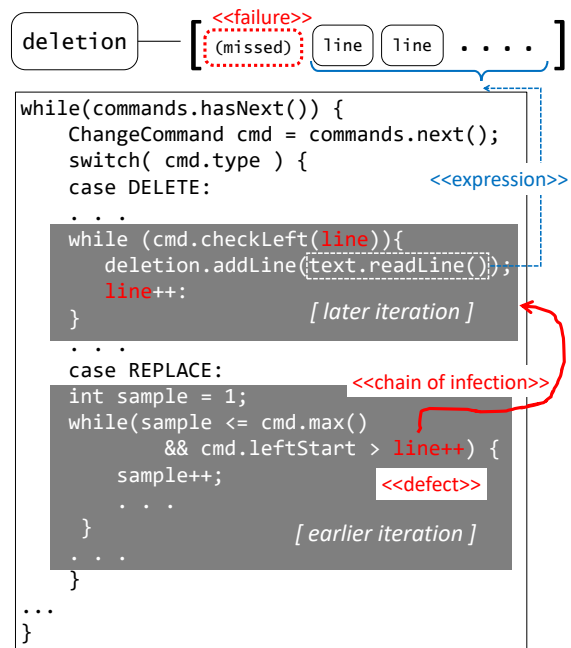 <<failure>>
deletion [ (missed) line line . . . . ]
while(commands.hasNext()) {
ChangeCommand cmd = commands.next();
switch( cmd.type ) {
case DELETE:
<<expression>>
. . .
while (cmd.checkLeft(line)){
deletion.addLine(text.readLine());
line++:
[ later iteration ]
}
. . .
case REPLACE:
<<chain of infection>>
int sample = 1;
while(sample <= cmd.max()
&& cmd.leftStart > line++) {
sample++;
<<defect>>
. . .
}
[ earlier iteration ]
. . .
}
...
}